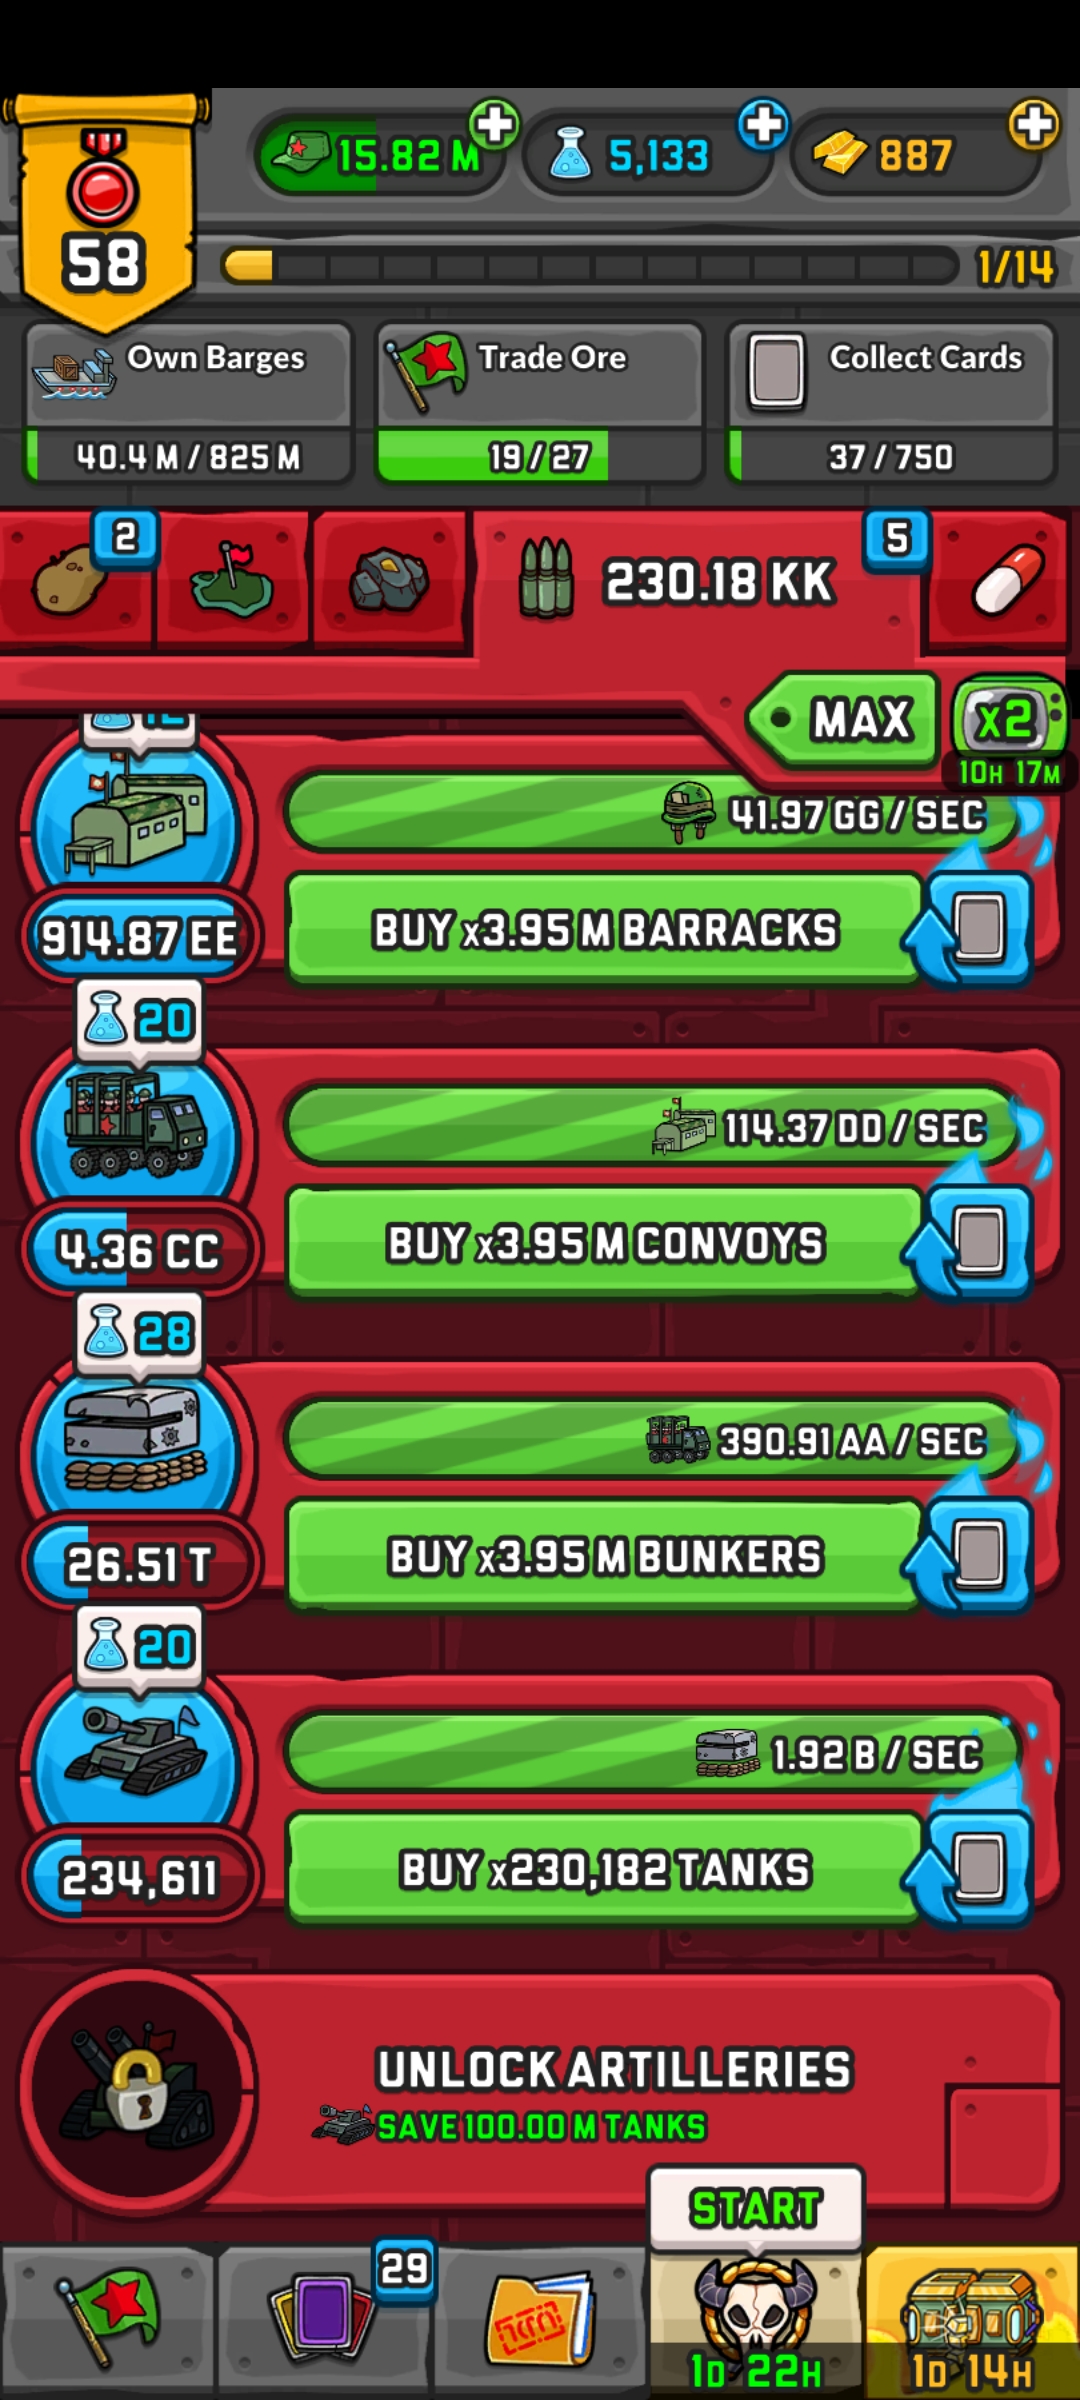 15.82 M
5,133
887
58
1/14
Own Barges
Trade Ore
Collect Cards
40.4 M / 825 M
19 / 27
37 / 750
2
5
230.18 KK
MAX
x2
10H 17M
12
41.97 GG / SEC
914.87 EE
BUY x3.95 M BARRACKS
20
114.37 DD / SEC
4.36 CC
BUY x3.95 M CONVOYS
28
390.91 AA / SEC
26.51 T
BUY x3.95 M BUNKERS
20
1.92 B / SEC
234,611
BUY x230,182 TANKS
UNLOCK ARTILLERIES
SAVE 100.00 M TANKS
START
29
1D 22H
1D 14H